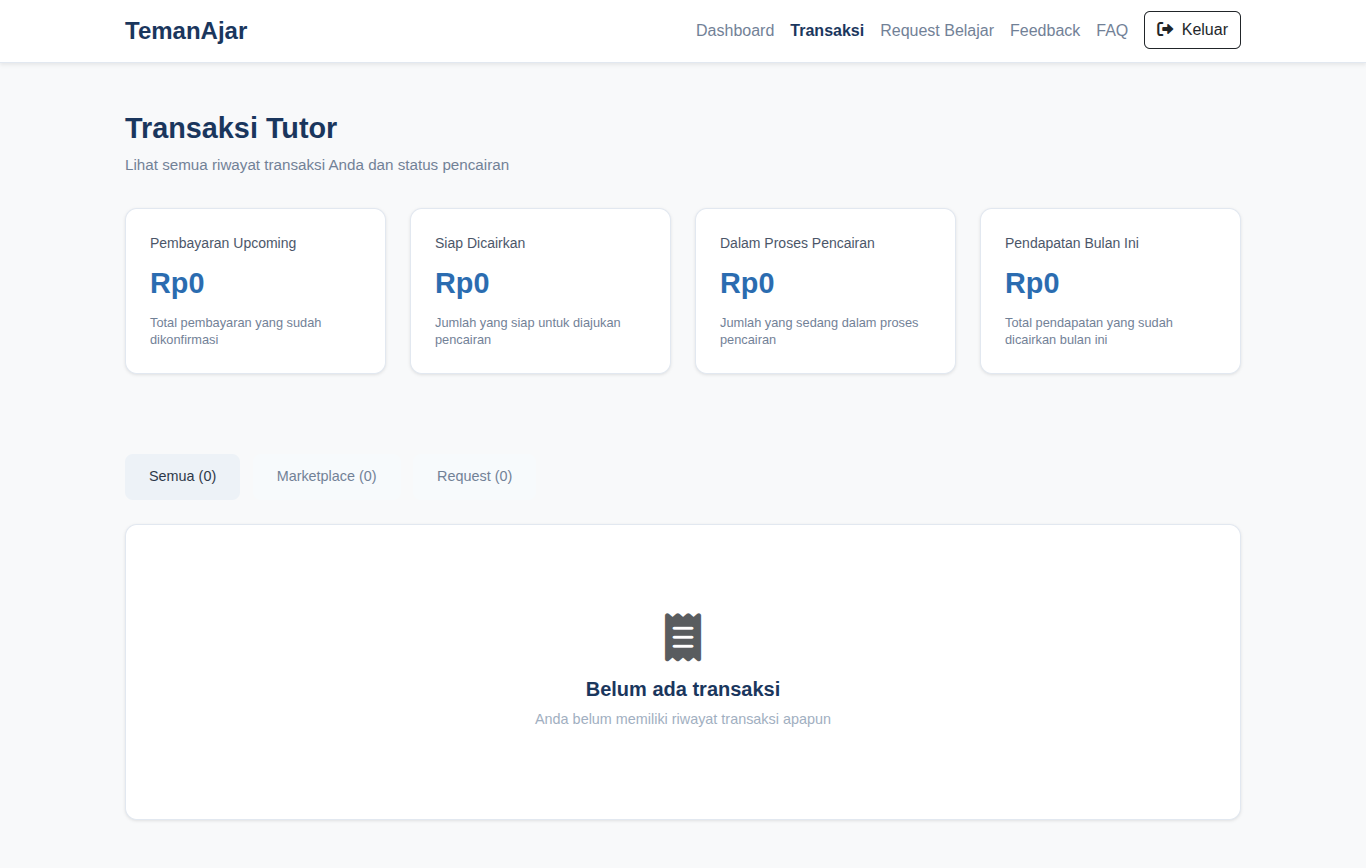 TemanAjar
Dashboard Transaksi Request Belajar Feedback FAQ Keluar
Transaksi Tutor
Lihat semua riwayat transaksi Anda dan status pencairan
Pembayaran Upcoming
Rp0
Total pembayaran yang sudah
dikonfirmasi
Siap Dicairkan
Rp0
Jumlah yang siap untuk diajukan
pencairan
Dalam Proses Pencairan
Rp0
Jumlah yang sedang dalam proses
pencairan
Pendapatan Bulan Ini
Rp0
Total pendapatan yang sudah
dicairkan bulan ini
Semua (0) Marketplace (0) Request (0)
Belum ada transaksi
Anda belum memiliki riwayat transaksi apapun